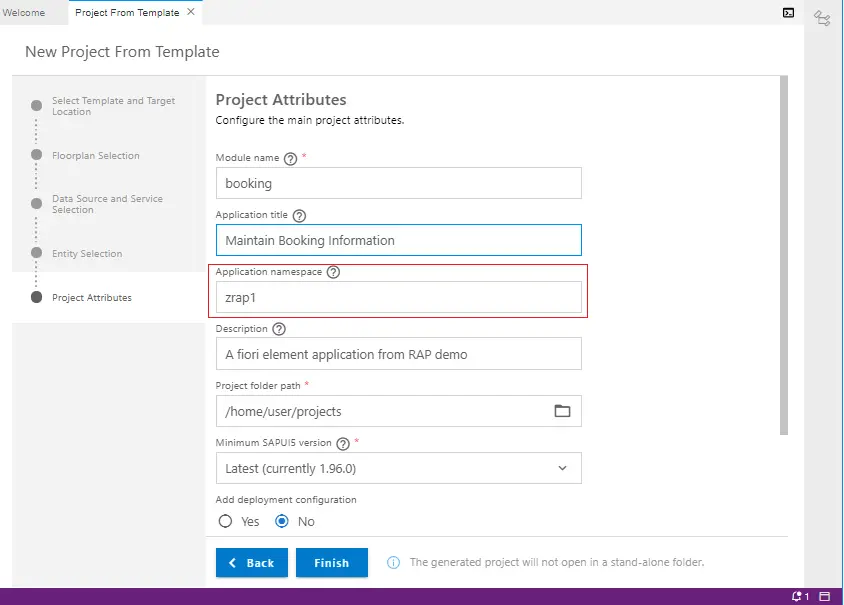 Welcome
Project From Template
New Project From Template
Select Template and Target
Location
Floorplan Selection
Data Source and Service
Selection
Entity Selection
Project Attributes
Project Attributes
Configure the main project attributes.
Module name *
booking
Application title
Maintain Booking Information
Application namespace
zrap1
Description
A fiori element application from RAP demo
Project folder path *
/home/user/projects
Minimum SAPUI5 version *
Latest (currently 1.96.0)
Add deployment configuration
Yes No
Back Finish The generated project will not open in a stand-alone folder.
1